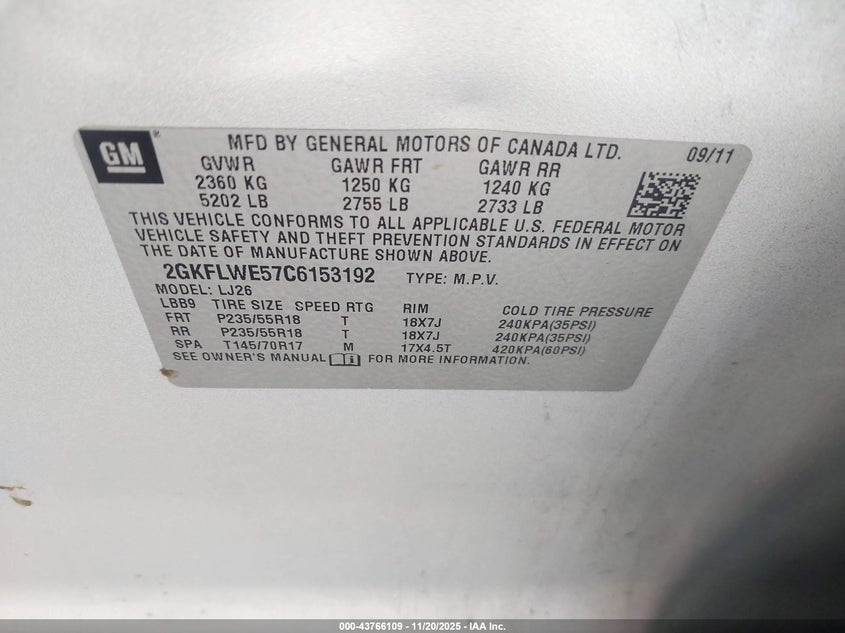 GM
MFD BY GENERAL MOTORS OF CANADA LTD. 09/11
GVWR GAWR FRT GAWR RR
2360 KG 1250 KG 1240 KG
5202 LB 2755 LB 2733 LB
THIS VEHICLE CONFORMS TO ALL APPLICABLE U.S. FEDERAL MOTOR
VEHICLE SAFETY AND THEFT PREVENTION STANDARDS IN EFFECT ON
THE DATE OF MANUFACTURE SHOWN ABOVE.
2GKFLWE57C6153192 TYPE: M.P.V.
MODEL: LJ26
LBB9 TIRE SIZE SPEED RTG RIM COLD TIRE PRESSURE
FRT P235/55R18 T 18X7J 240KPA(35PSI)
RR P235/55R18 T 18X7J 240KPA(35PSI)
SPA T145/70R17 M 17X4.5T 420KPA(60PSI)
SEE OWNER'S MANUAL FOR MORE INFORMATION.
000-43766109 - 11/20/2025 - IAA Inc.